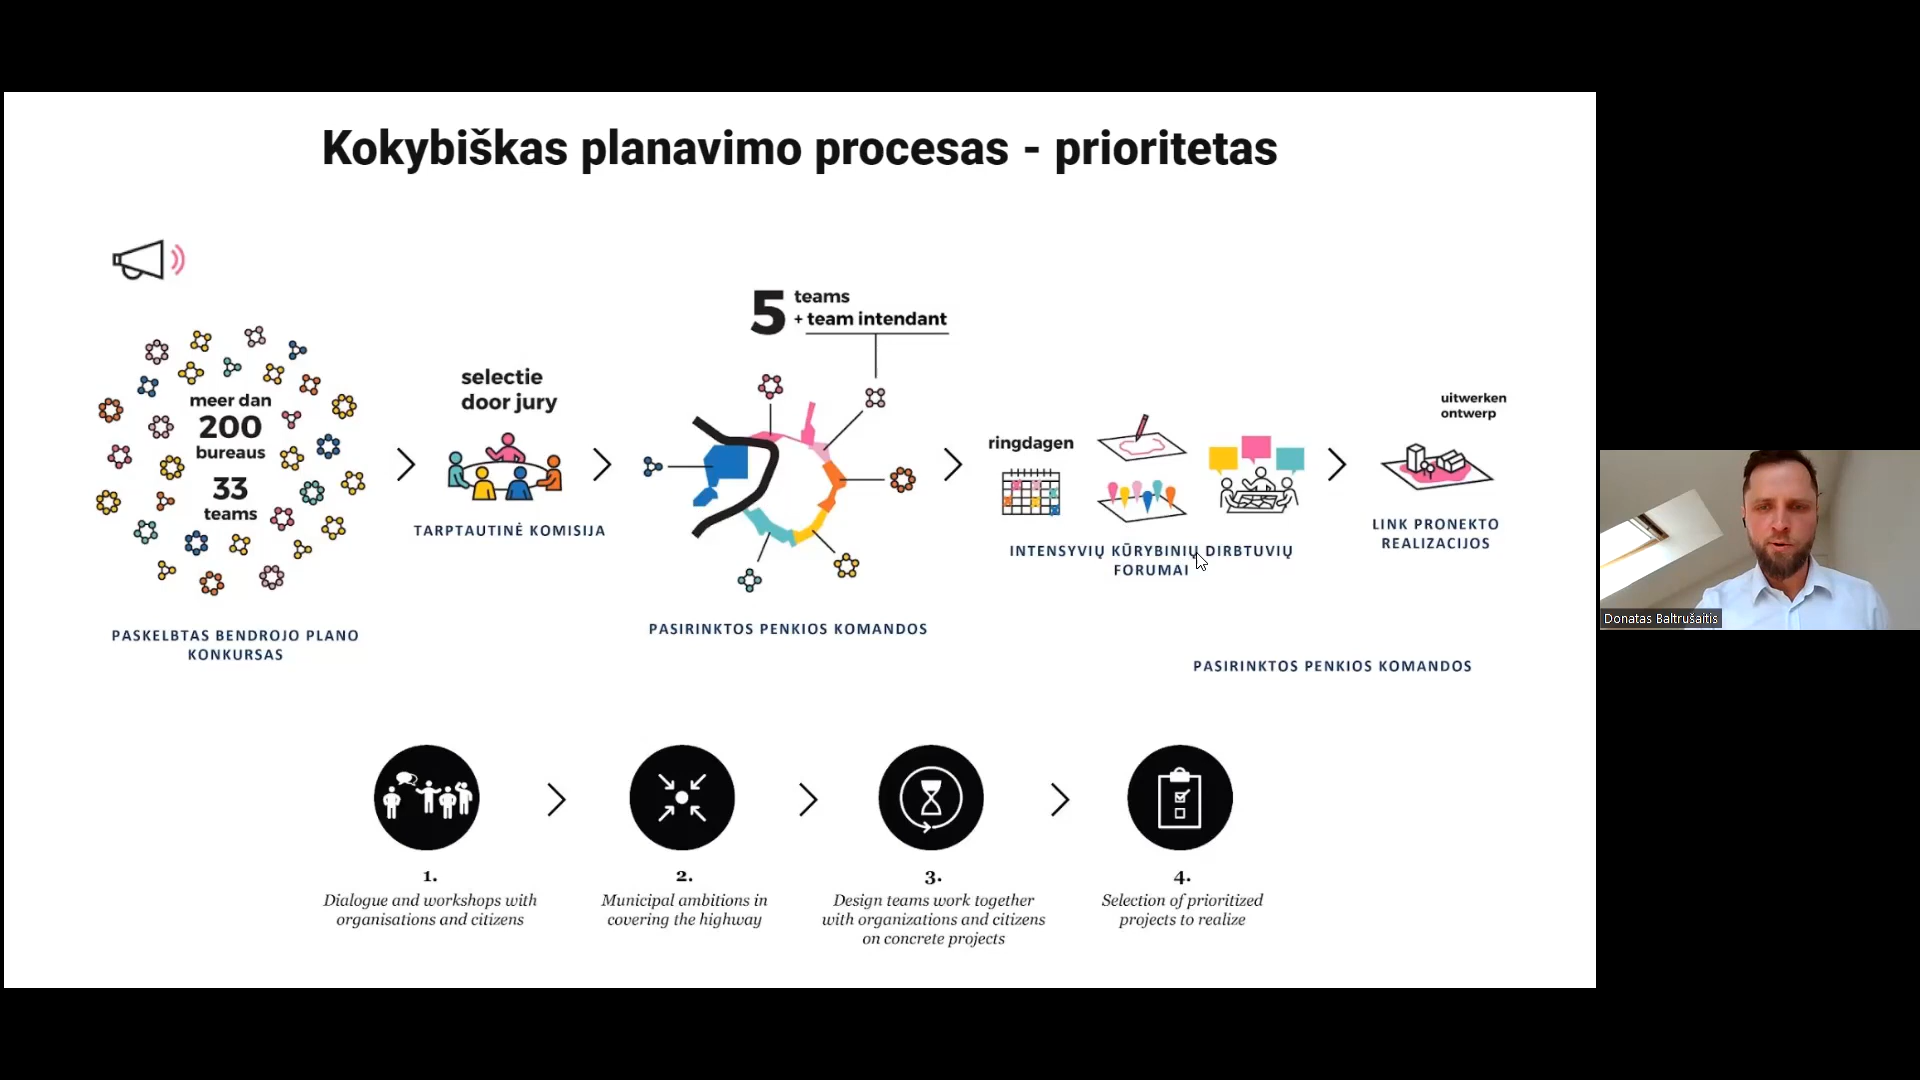 Kokybiškas planavimo procesas - prioritetas
meer dan
200
bureaus
33
teams
PASKELBTAS BENDROJO PLANO
KONKURSAS
selectie
door jury
TARPTAUTINĖ KOMISIJA
5 teams
+ team intendant
PASIRINKTOS PENKIOS KOMANDOS
ringdagen
INTENSYVIŲ KŪRYBINIŲ DIRBTUVIŲ
FORUMAI
uitwerken
ontwerp
LINK PRONEKTO
REALIZACIJOS
PASIRINKTOS PENKIOS KOMANDOS
1.
Dialogue and workshops with
organisations and citizens
2.
Municipal ambitions in
covering the highway
3.
Design teams work together
with organizations and citizens
on concrete projects
4.
Selection of prioritized
projects to realize
Donatas Baltrušaitis